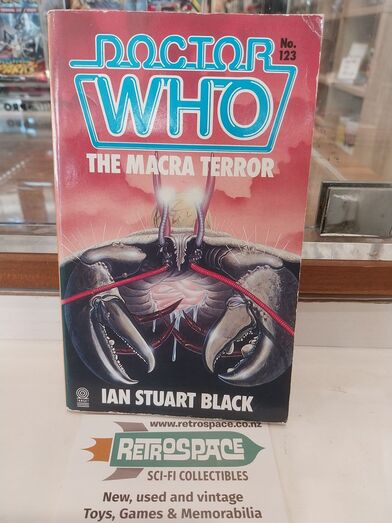 DOCTOR
WHO
No.
123
THE MACRA TERROR
IAN STUART BLACK
www.retrospace.co.nz
RETROSPACE
SCI-FI COLLECTIBLES
New, used and vintage
Toys, Games & Memorabilia